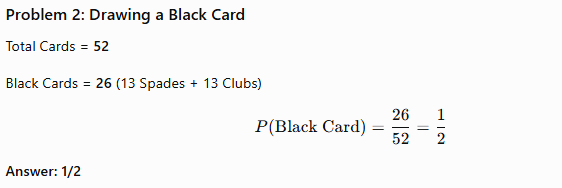 Problem 2: Drawing a Black Card
Total Cards = 52
Black Cards = 26 (13 Spades + 13 Clubs)
P(Black Card) = 26/52 = 1/2
Answer: 1/2